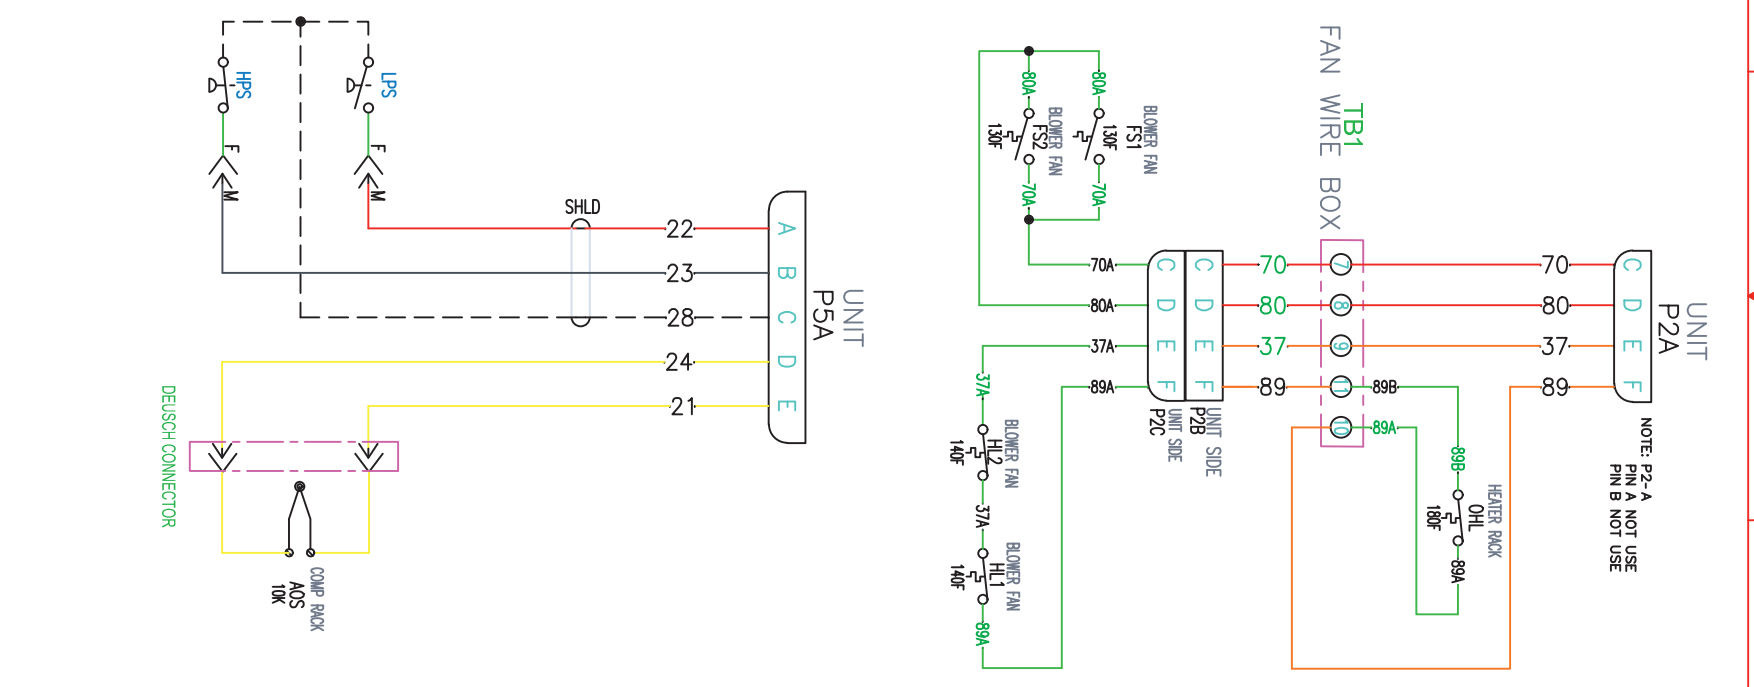 HPS
LPS
F
M
F
M
SHLD
22
23
28
24
21
A
B
C
D
E
UNIT
P5A
DEUSCH CONNECTOR
COMP RACK
AOS
10K
FAN WIRE BOX
TB1
80A
80A
BLOWER FAN
FS1
130F
BLOWER FAN
FS2
130F
70A
70A
70A
80A
37A
89A
C
D
E
F
C
D
E
F
UNIT SIDE
P2C
UNIT SIDE
P2B
70
80
37
89
7
8
9
11
10
70
80
37
89
C
D
E
F
UNIT
P2A
89B
89A
89B
HEATER RACK
OHL
180F
89A
37A
BLOWER FAN
HL2
140F
37A
BLOWER FAN
HL1
140F
89A
NOTE: P2-A
PIN A NOT USE
PIN B NOT USE